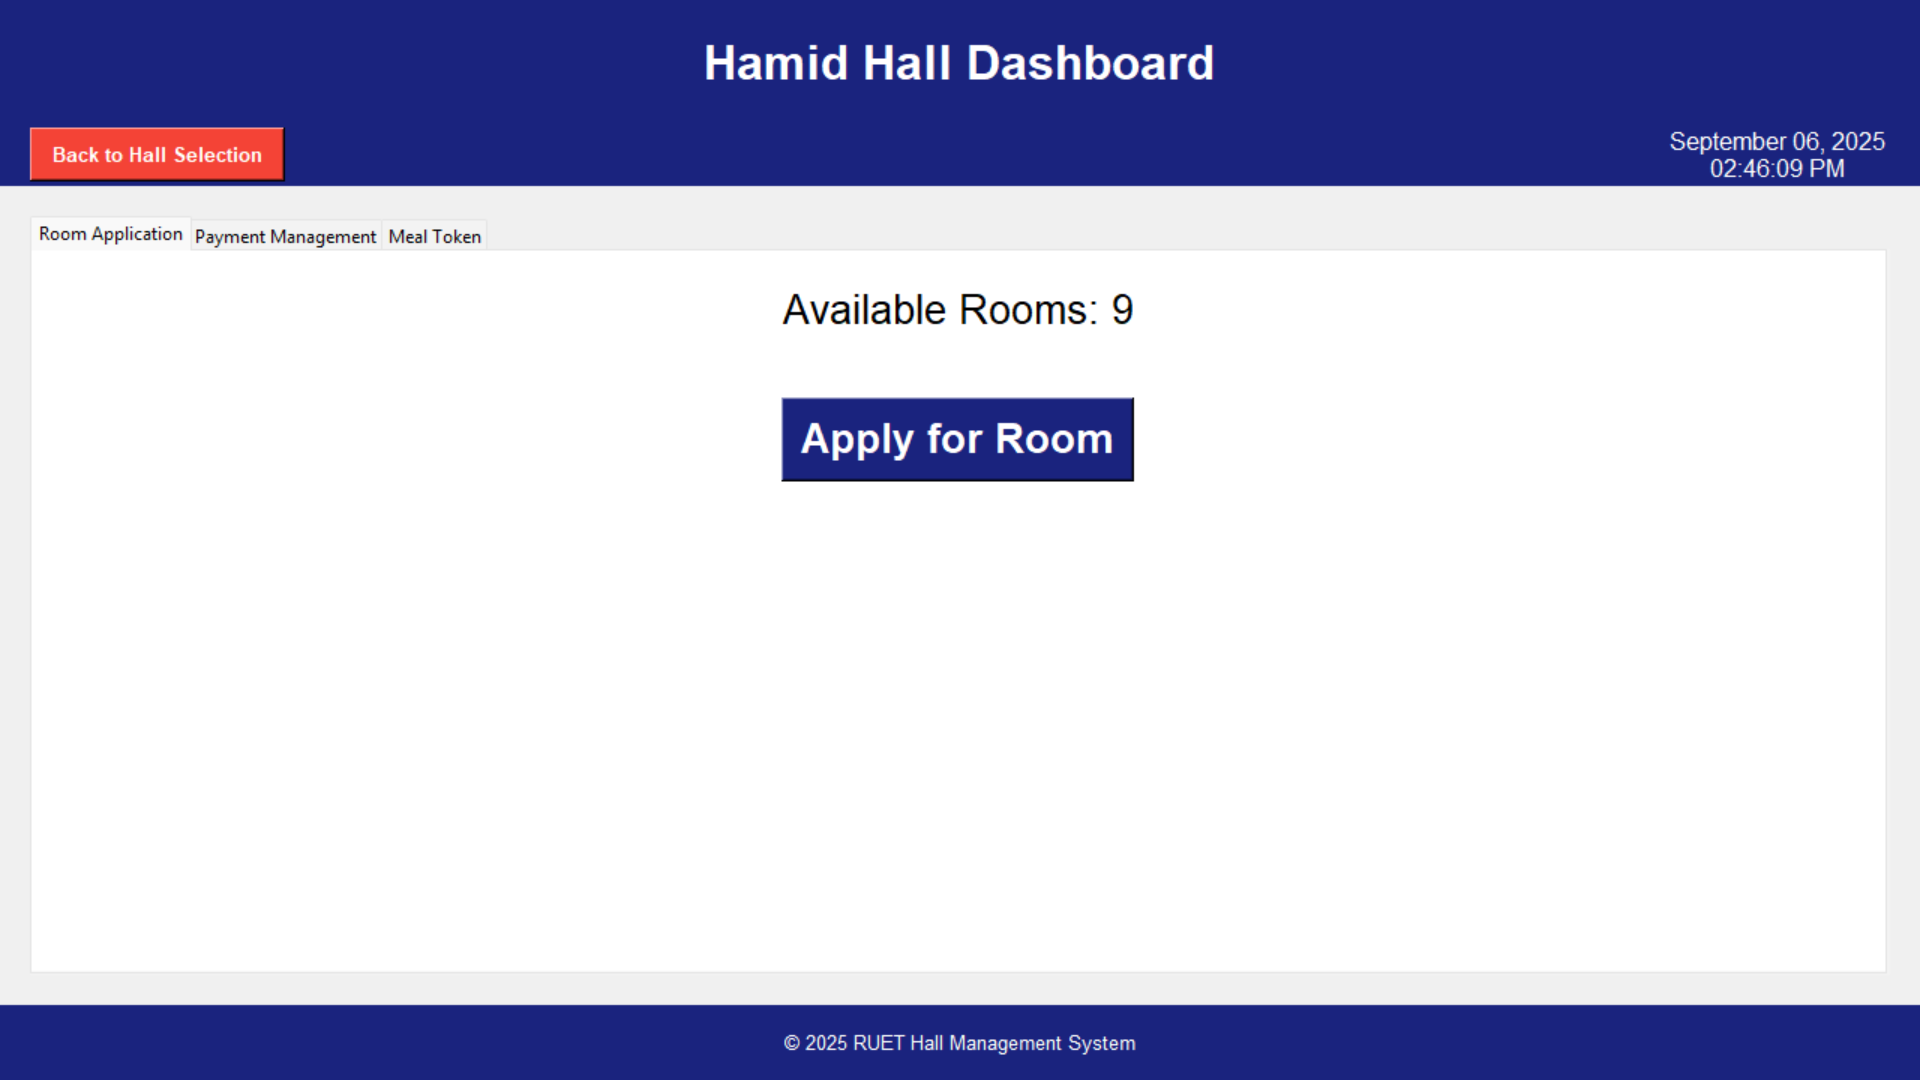 Hamid Hall Dashboard
Back to Hall Selection
September 06, 2025
02:46:09 PM
Room Application
Payment Management
Meal Token
Available Rooms: 9
Apply for Room
© 2025 RUET Hall Management System